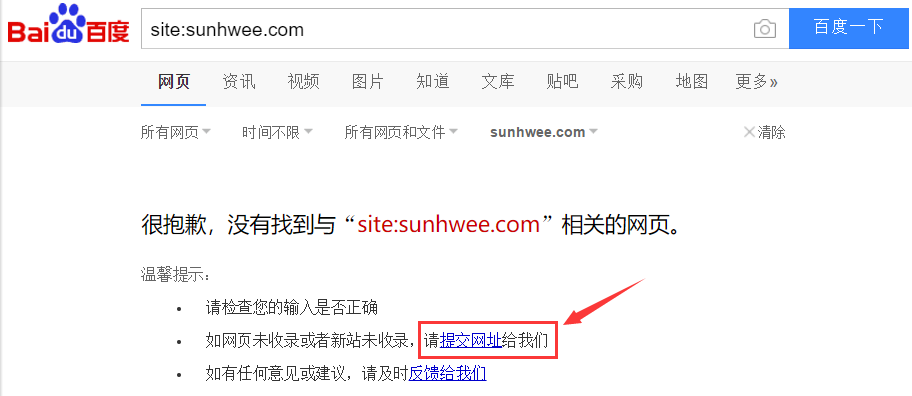 Bai du 百度 site:sunhwee.com 百度一下
网页 资讯 视频 图片 知道 文库 贴吧 采购 地图 更多»
所有网页 时间不限 所有网页和文件 sunhwee.com 清除
很抱歉，没有找到与“site:sunhwee.com”相关的网页。
温馨提示：
• 请检查您的输入是否正确
• 如网页未收录或者新站未收录，请提交网址给我们
• 如有任何意见或建议，请及时反馈给我们